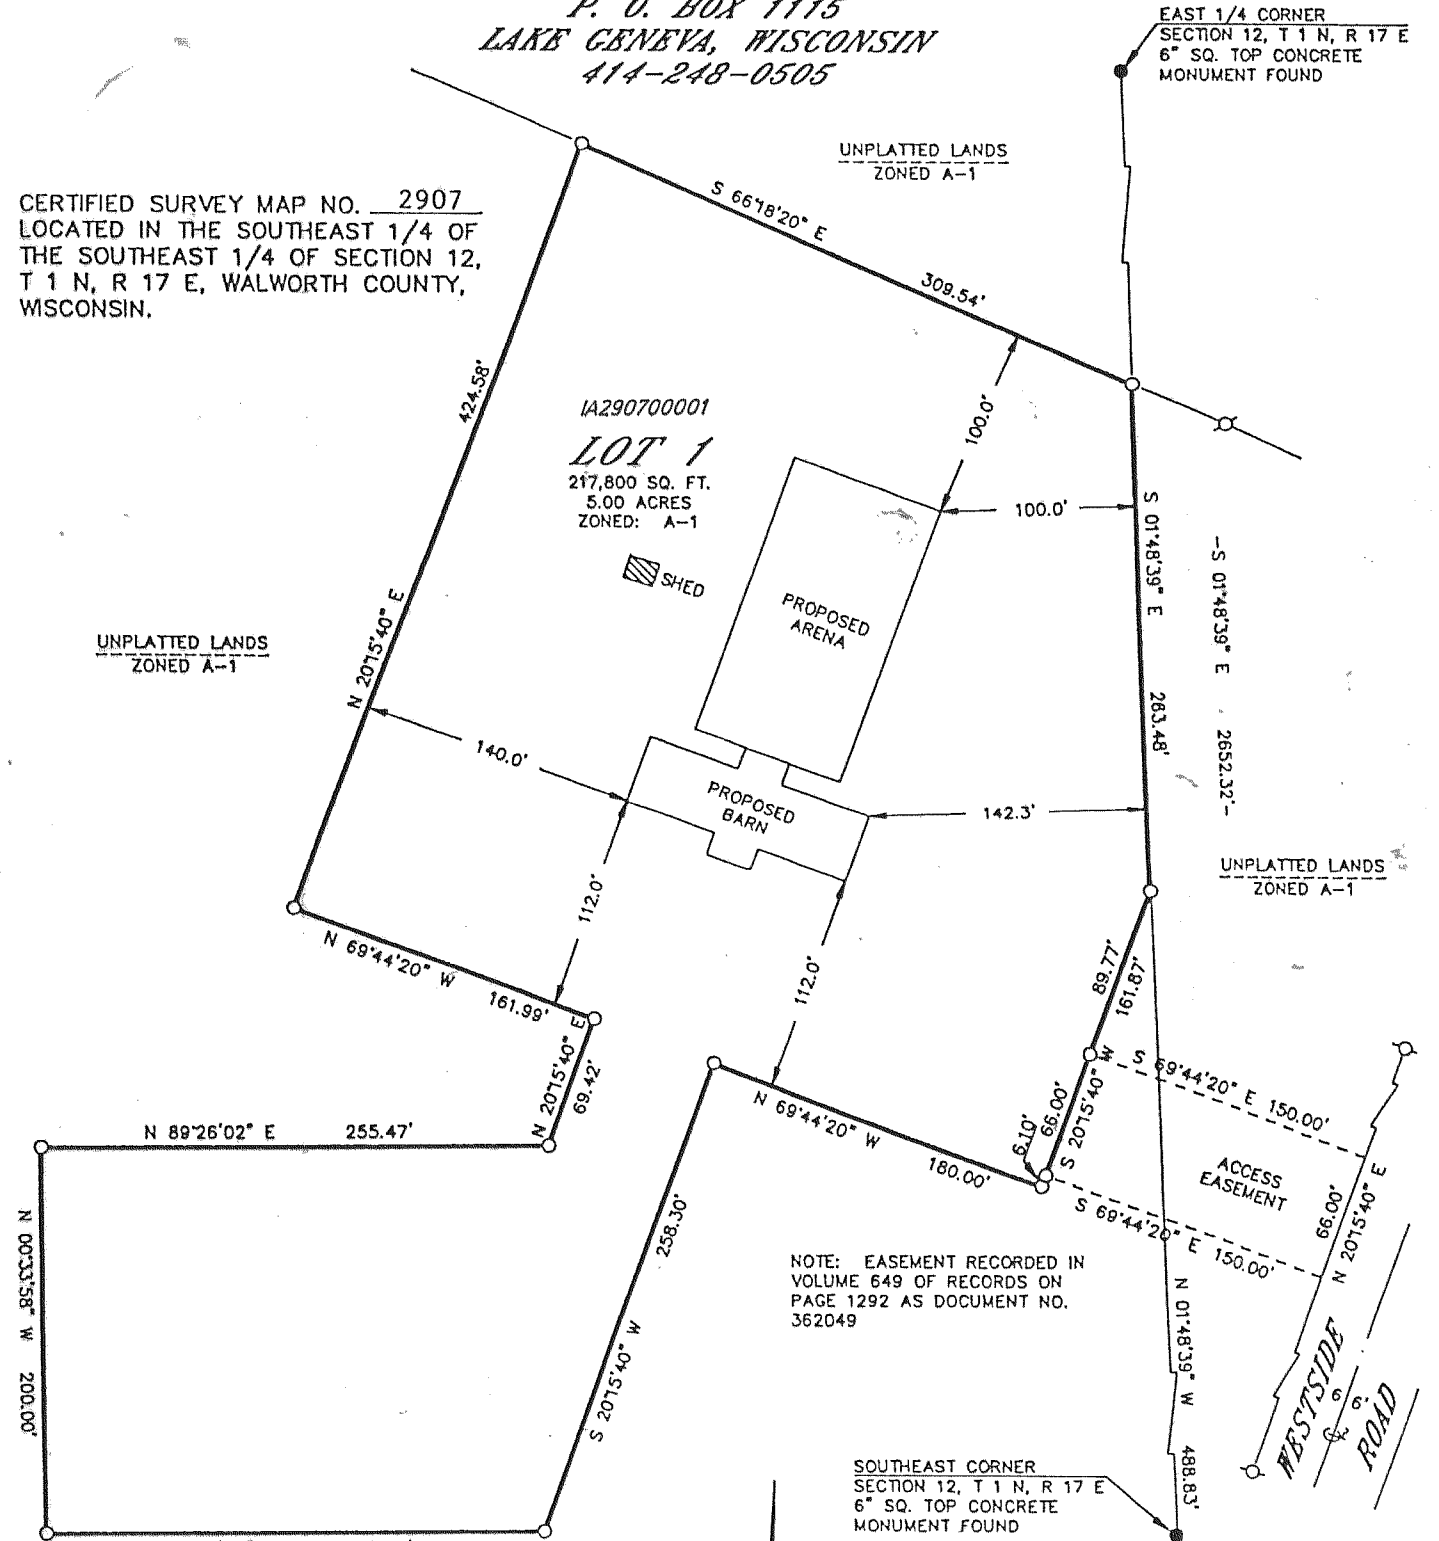 P. O. BOX 1115
LAKE GENEVA, WISCONSIN
414-248-0505
EAST 1/4 CORNER
SECTION 12, T 1 N, R 17 E
6" SQ. TOP CONCRETE
MONUMENT FOUND
UNPLATTED LANDS
ZONED A-1
CERTIFIED SURVEY MAP NO. 2907
LOCATED IN THE SOUTHEAST 1/4 OF
THE SOUTHEAST 1/4 OF SECTION 12,
T 1 N, R 17 E, WALWORTH COUNTY,
WISCONSIN.
S 66°18'20" E
309.54'
424.58'
N 20°15'40" E
IA290700001
LOT 1
217,800 SQ. FT.
5.00 ACRES
ZONED: A-1
SHED
100.0'
100.0'
PROPOSED
ARENA
S 01°48'39" E 263.48'
-S 01°48'39" E 2652.32'-
UNPLATTED LANDS
ZONED A-1
140.0'
PROPOSED
BARN
142.3'
UNPLATTED LANDS
ZONED A-1
112.0'
112.0'
N 69°44'20" W 161.99'
N 20°15'40" E
69.42'
89.77'
161.87'
S 20°15'40" W
66.00'
6.10'
S 69°44'20" E 150.00'
ACCESS
EASEMENT
S 69°44'20" E 150.00'
66.00'
N 20°15'40" E
N 69°44'20" W 180.00'
N 89°26'02" E 255.47'
N 00°33'58" W 200.00'
258.30'
S 20°15'40" W
NOTE: EASEMENT RECORDED IN
VOLUME 649 OF RECORDS ON
PAGE 1292 AS DOCUMENT NO.
362049
N 01°48'39" W 488.83'
WESTSIDE
66'
ROAD
SOUTHEAST CORNER
SECTION 12, T 1 N, R 17 E
6" SQ. TOP CONCRETE
MONUMENT FOUND